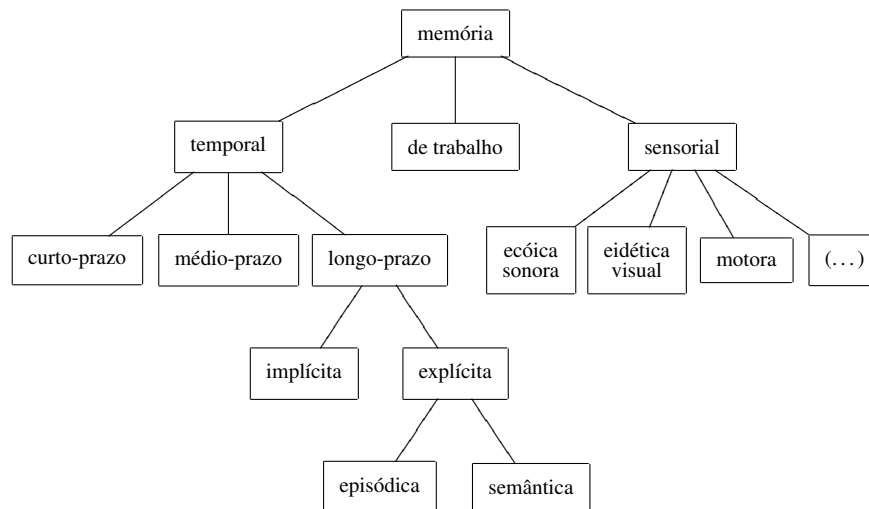 memória
temporal
de trabalho
sensorial
curto-prazo
médio-prazo
longo-prazo
ecóica
sonora
eidética
visual
motora
(...)
implícita
explícita
episódica
semântica